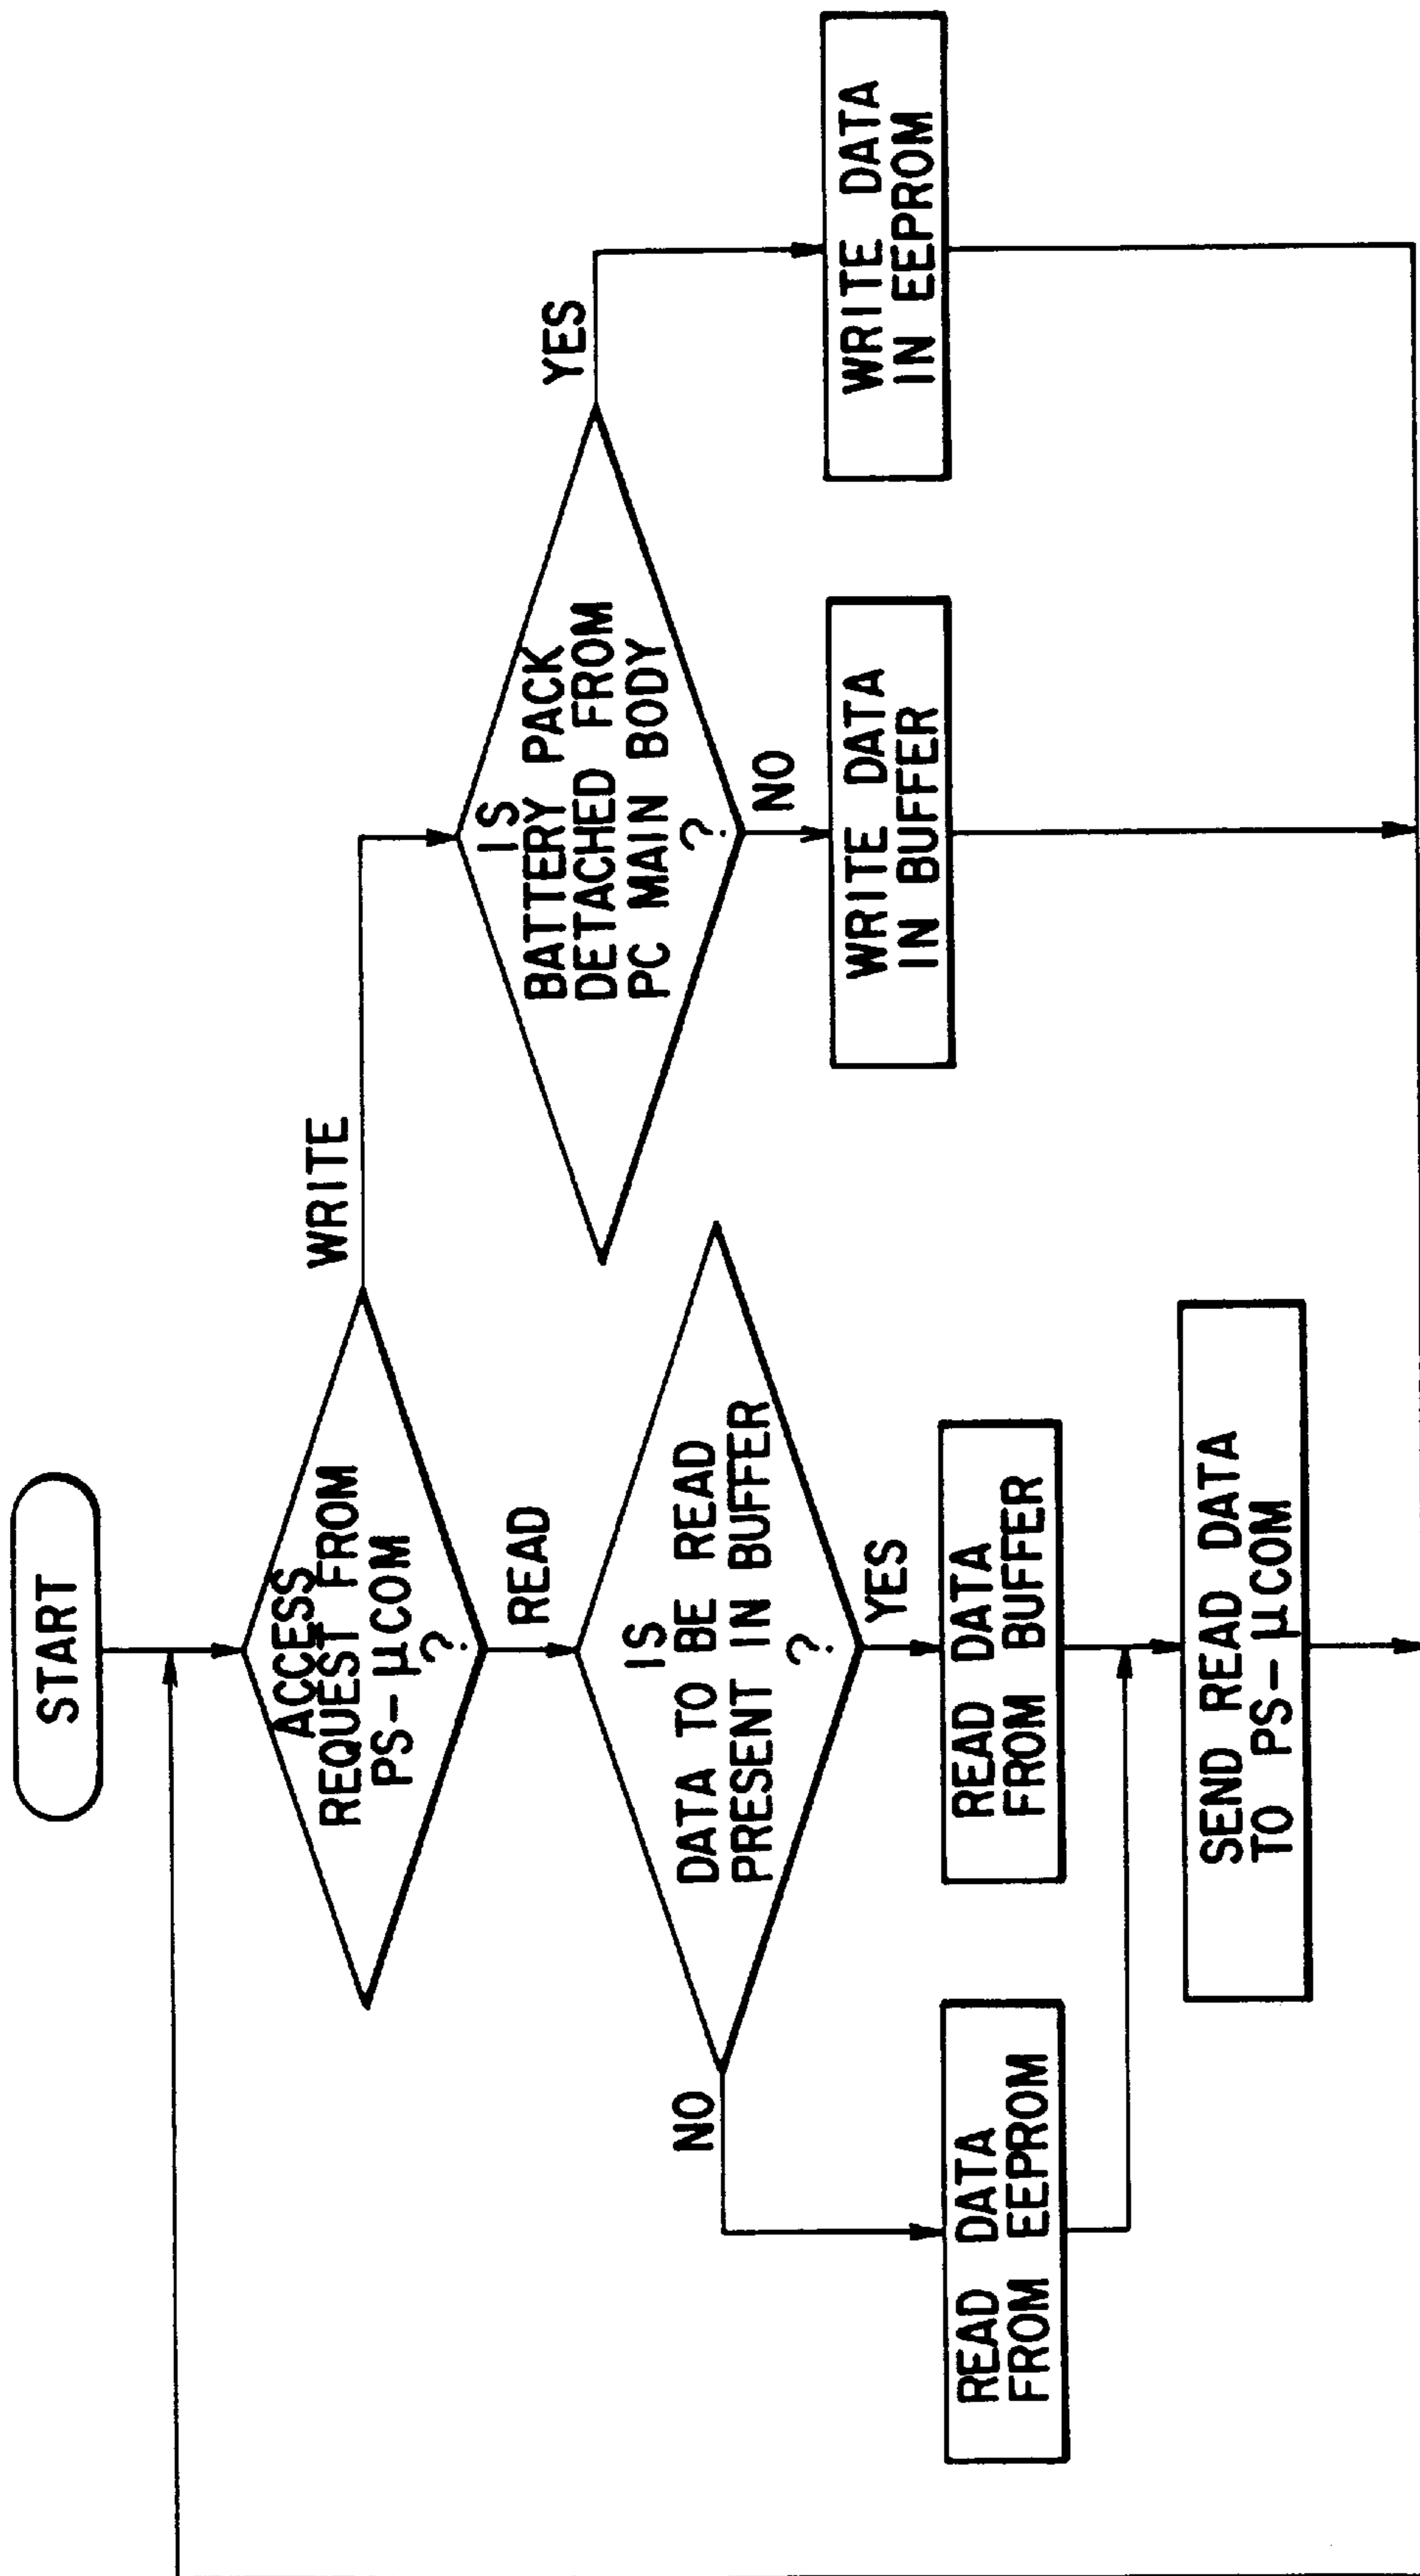 START
ACCESS
REQUEST FROM
PS-μCOM
?
WRITE
READ
IS
BATTERY PACK
DETACHED FROM
PC MAIN BODY
?
YES
NO
IS
DATA TO BE READ
PRESENT IN BUFFER
?
NO
YES
WRITE DATA
IN BUFFER
WRITE DATA
IN EEPROM
READ DATA
FROM EEPROM
READ DATA
FROM BUFFER
SEND READ DATA
TO PS-μCOM